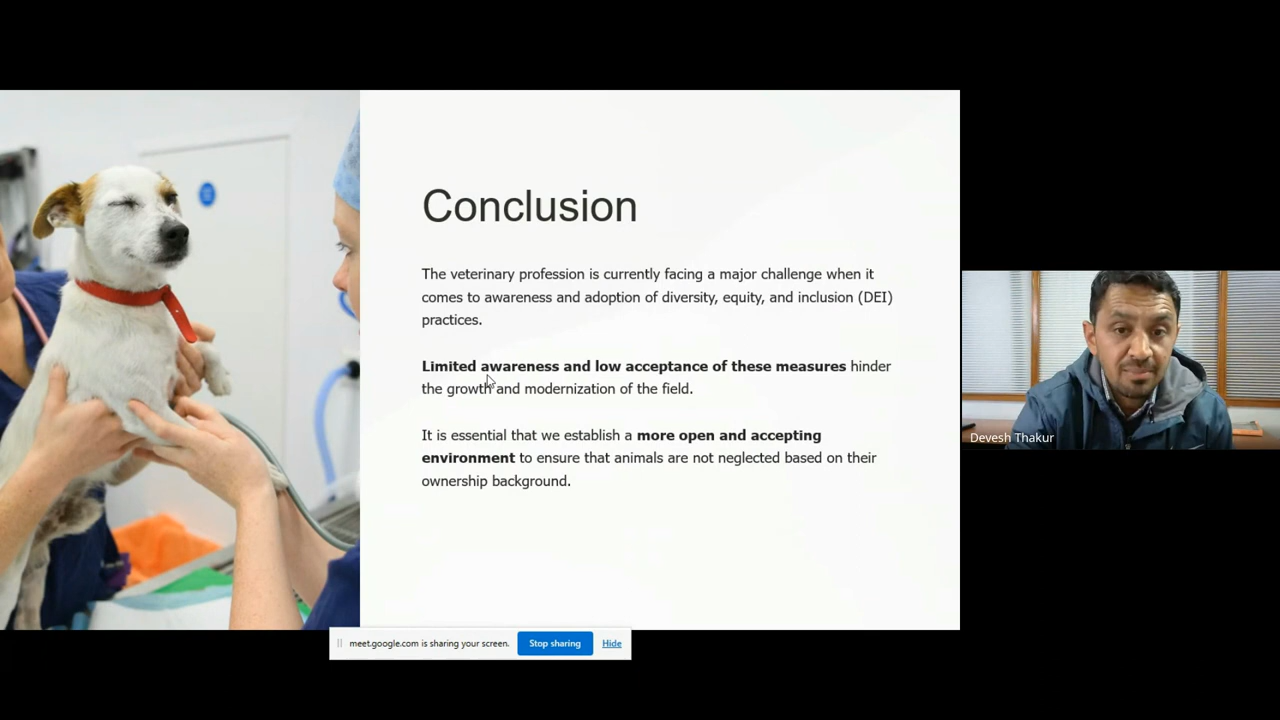 Conclusion
The veterinary profession is currently facing a major challenge when it
comes to awareness and adoption of diversity, equity, and inclusion (DEI)
practices.
Limited awareness and low acceptance of these measures hinder
the growth and modernization of the field.
It is essential that we establish a more open and accepting
environment to ensure that animals are not neglected based on their
ownership background.
Devesh Thakur
meet.google.com is sharing your screen. Stop sharing Hide